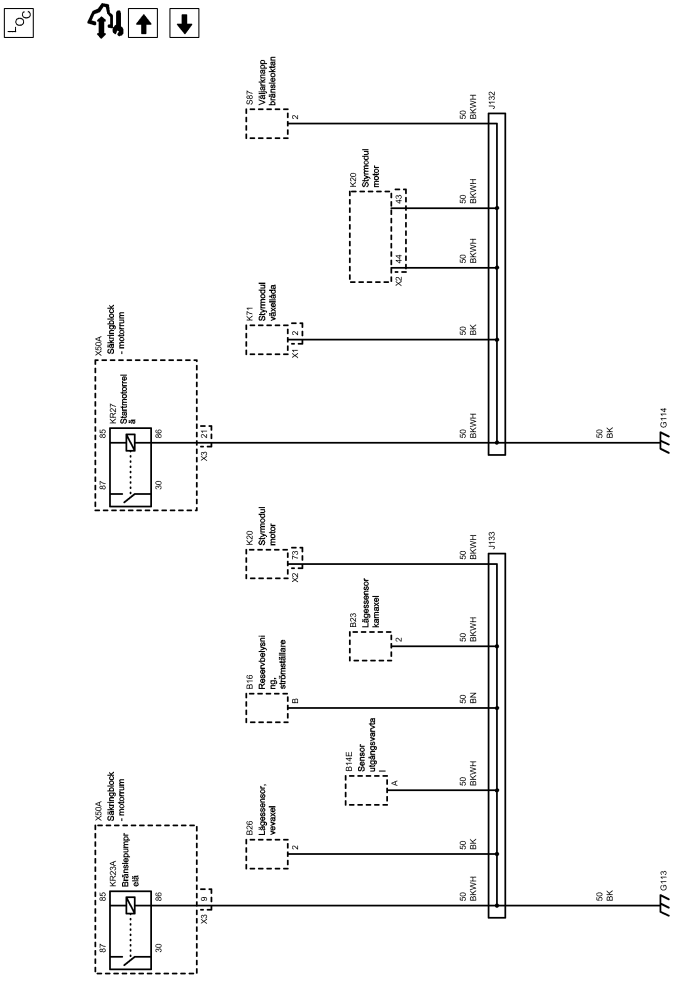 LOC
X50A
Säkringblock
- motorrum
KR23A
Bränslepumpr
elä
85
87
86
30
9
X3
B26
Lägessensor,
vevaxel
2
B14E
Sensor
utgångsvarvta
l
A
B16
Reservbelysni
ng,
strömställare
B
B23
Lägessensor
kamaxel
2
K20
Styrmodul
motor
73
X2
50
BKWH
50
BK
50
BKWH
50
BN
50
BKWH
50
BKWH
J133
50
BK
G113
X50A
Säkringblock
- motorrum
KR27
Startmotorrel
ä
85
87
86
30
21
X3
K71
Styrmodul
växellåda
2
X1
K20
Styrmodul
motor
44
43
X2
S87
Väljarknapp
bränsleoktan
2
50
BKWH
50
BK
50
BKWH
50
BKWH
50
BKWH
J132
50
BK
G114